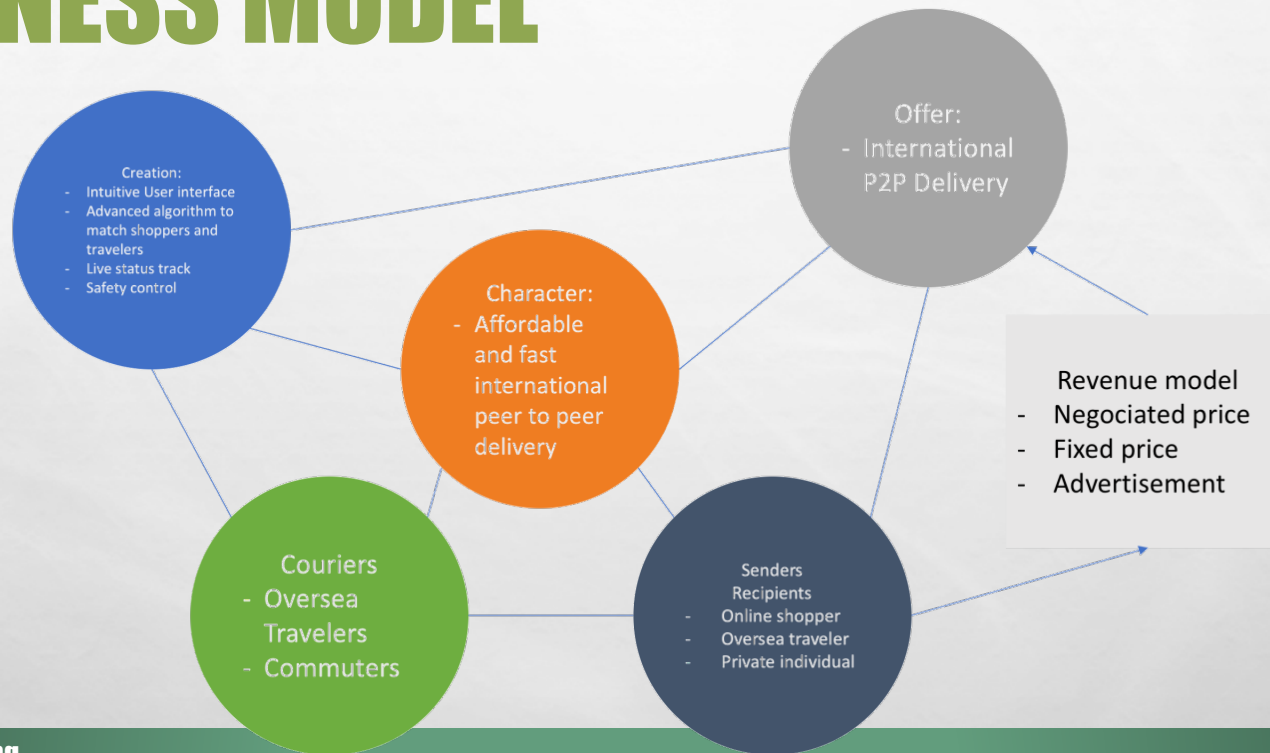 NESS MODEL
Creation:
- Intuitive User interface
- Advanced algorithm to
match shoppers and
travelers
- Live status track
- Safety control
Offer:
- International
P2P Delivery
Character:
- Affordable
and fast
international
peer to peer
delivery
Revenue model
- Negociated price
- Fixed price
- Advertisement
Couriers
- Oversea
Travelers
- Commuters
Senders
Recipients
- Online shopper
- Oversea traveler
- Private individual